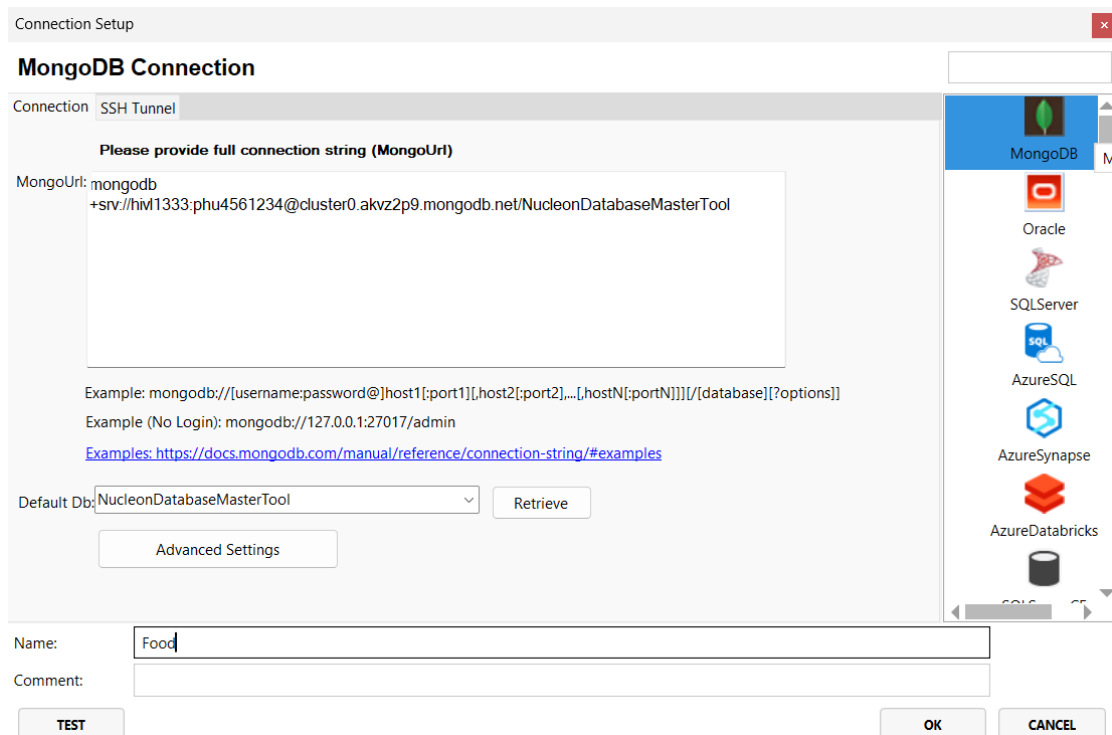 Connection Setup
MongoDB Connection
Connection SSH Tunnel
Please provide full connection string (MongoUrl)
MongoUrl: mongodb
+srv://hivl1333:phu4561234@cluster0.akvz2p9.mongodb.net/NucleonDatabaseMasterTool
Example: mongodb://[username:password@]host1[:port1][,host2[:port2],...[,hostN[:portN]]][/[database][?options]]
Example (No Login): mongodb://127.0.0.1:27017/admin
Examples: https://docs.mongodb.com/manual/reference/connection-string/#examples
Default Db: NucleonDatabaseMasterTool Retrieve
Advanced Settings
MongoDB
M
Oracle
SQLServer
SQL
AzureSQL
AzureSynapse
AzureDatabricks
Name: Food
Comment:
TEST OK CANCEL